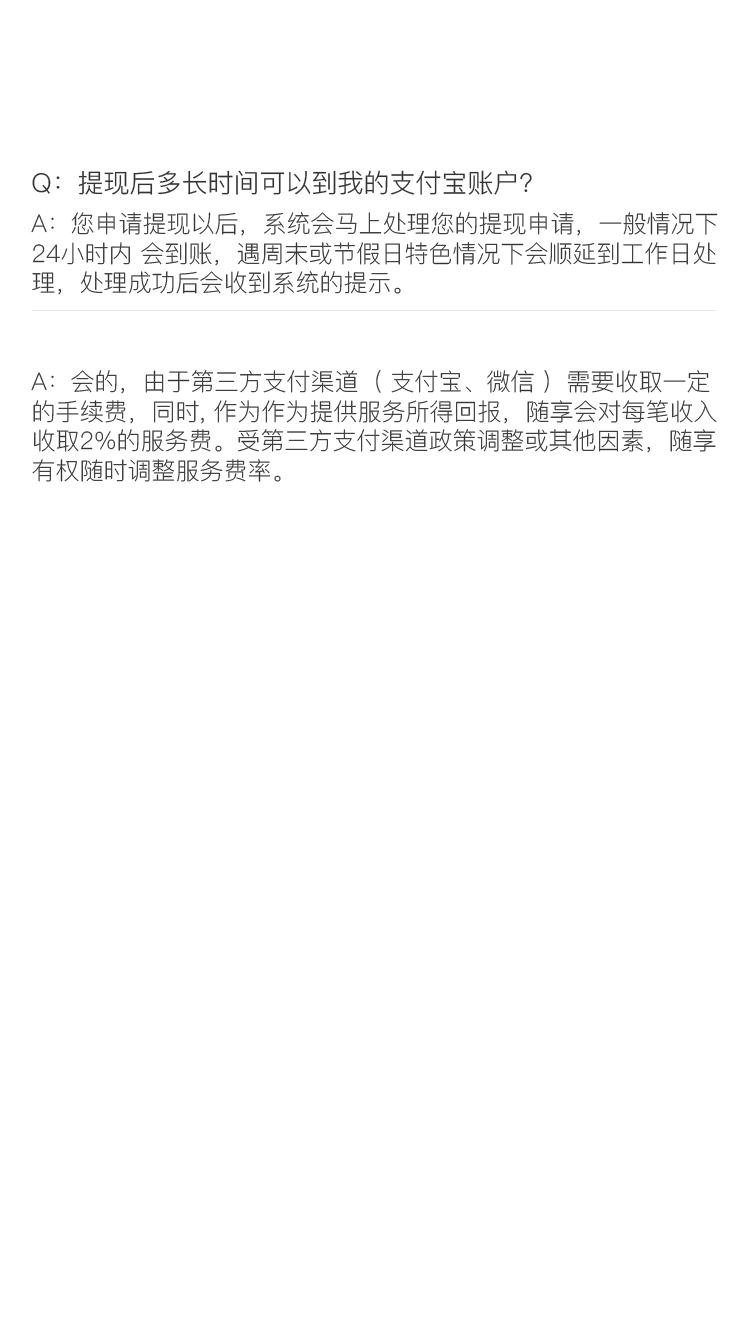 Q：提现后多长时间可以到我的支付宝账户？
A：您申请提现以后，系统会马上处理您的提现申请，一般情况下
24小时内 会到账，遇周末或节假日特色情况下会顺延到工作日处
理，处理成功后会收到系统的提示。
A：会的，由于第三方支付渠道（ 支付宝、微信 ）需要收取一定
的手续费，同时, 作为作为提供服务所得回报，随享会对每笔收入
收取2%的服务费。受第三方支付渠道政策调整或其他因素，随享
有权随时调整服务费率。